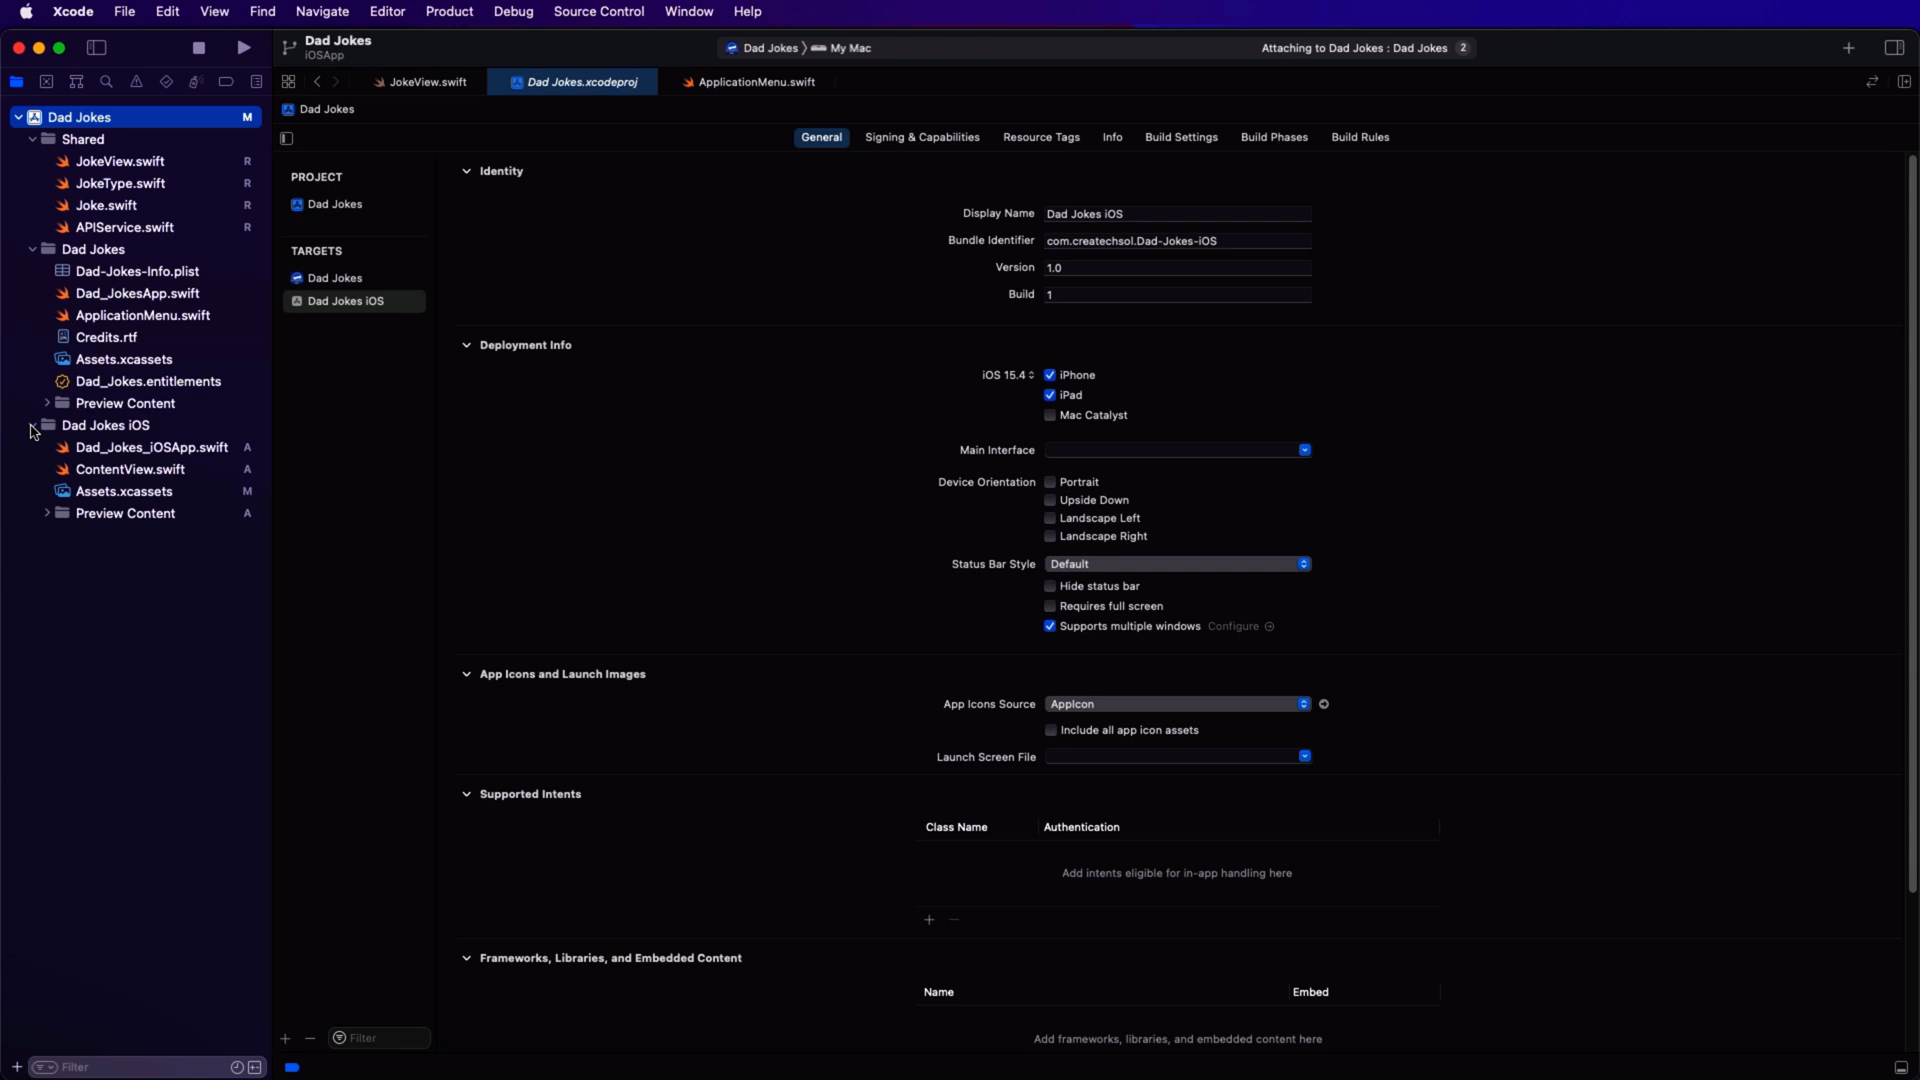 Xcode File Edit View Find Navigate Editor Product Debug Source Control Window Help
Dad Jokes
iOSApp
Dad Jokes 〉 My Mac
Attaching to Dad Jokes : Dad Jokes 2
JokeView.swift
Dad Jokes.xcodeproj
ApplicationMenu.swift
Dad Jokes
Dad Jokes M
Shared
JokeView.swift R
JokeType.swift R
Joke.swift R
APIService.swift R
Dad Jokes
Dad-Jokes-Info.plist
Dad_JokesApp.swift
ApplicationMenu.swift
Credits.rtf
Assets.xcassets
Dad_Jokes.entitlements
Preview Content
Dad Jokes iOS
Dad_Jokes_iOSApp.swift A
ContentView.swift A
Assets.xcassets M
Preview Content A
Filter
PROJECT
Dad Jokes
TARGETS
Dad Jokes
Dad Jokes iOS
Filter
General Signing & Capabilities Resource Tags Info Build Settings Build Phases Build Rules
Identity
Display Name Dad Jokes iOS
Bundle Identifier com.createchsol.Dad-Jokes-iOS
Version 1.0
Build 1
Deployment Info
iOS 15.4 iPhone
iPad
Mac Catalyst
Main Interface
Device Orientation Portrait
Upside Down
Landscape Left
Landscape Right
Status Bar Style Default
Hide status bar
Requires full screen
Supports multiple windows Configure
App Icons and Launch Images
App Icons Source AppIcon
Include all app icon assets
Launch Screen File
Supported Intents
Class Name Authentication
Add intents eligible for in-app handling here
Frameworks, Libraries, and Embedded Content
Name Embed
Add frameworks, libraries, and embedded content here